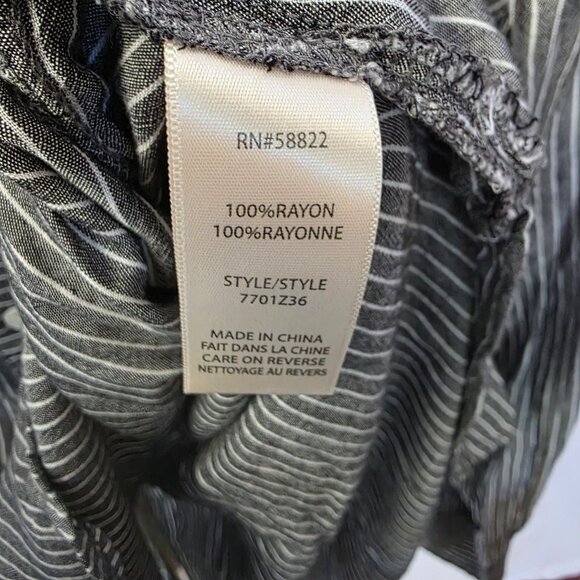 RN#58822
100%RAYON
100%RAYONNE
STYLE/STYLE
7701Z36
MADE IN CHINA
FAIT DANS LA CHINE
CARE ON REVERSE
NETTOYAGE AU REVERS